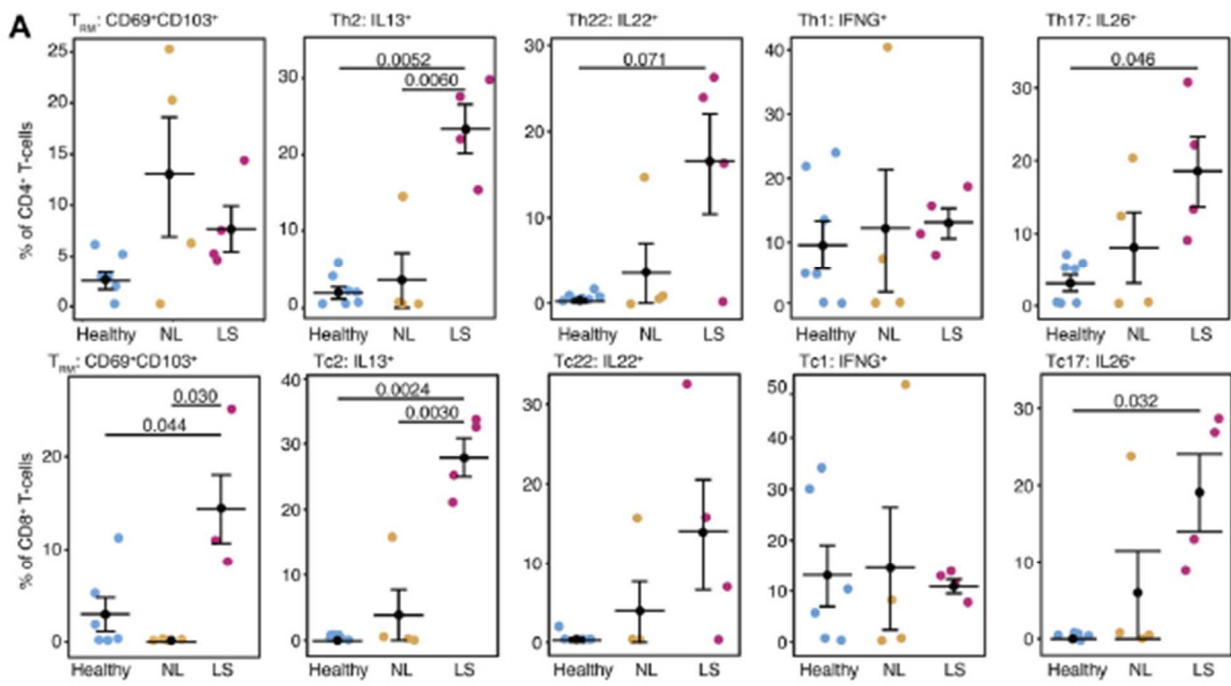 A
T_RM: CD69⁺CD103⁺
Th2: IL13⁺
Th22: IL22⁺
Th1: IFNG⁺
Th17: IL26⁺
% of CD4⁺ T-cells
25
20
15
10
5
0
Healthy NL LS
30
20
10
0
0.0052
0.0060
Healthy NL LS
30
20
10
0
0.071
Healthy NL LS
40
30
20
10
0
Healthy NL LS
30
20
10
0
0.046
Healthy NL LS
T_RM: CD69⁺CD103⁺
Tc2: IL13⁺
Tc22: IL22⁺
Tc1: IFNG⁺
Tc17: IL26⁺
% of CD8⁺ T-cells
20
10
0
0.030
0.044
Healthy NL LS
40
30
20
10
0
0.0024
0.0030
Healthy NL LS
30
20
10
0
Healthy NL LS
50
40
30
20
10
0
Healthy NL LS
30
20
10
0
0.032
Healthy NL LS